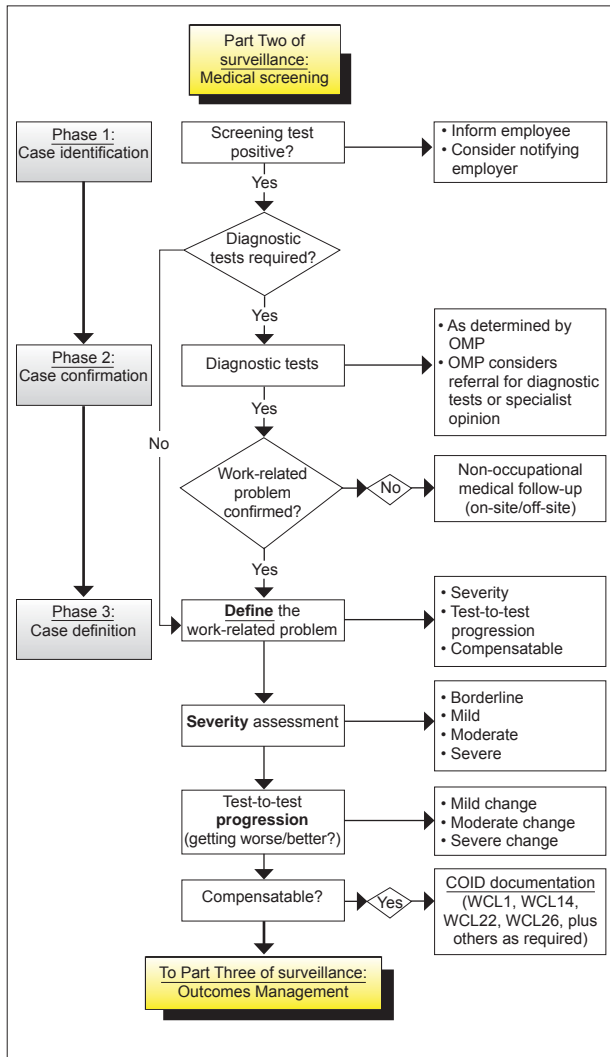 Part Two of
surveillance:
Medical screening
Phase 1:
Case identification
Screening test
positive?
• Inform employee
• Consider notifying
employer
Yes
Diagnostic
tests required?
Yes
Phase 2:
Case confirmation
Diagnostic tests
• As determined by
OMP
• OMP considers
referral for diagnostic
tests or specialist
opinion
Yes
No
Work-related
problem
confirmed?
No
Non-occupational
medical follow-up
(on-site/off-site)
Yes
Phase 3:
Case definition
Define the
work-related problem
• Severity
• Test-to-test
progression
• Compensatable
Severity assessment
• Borderline
• Mild
• Moderate
• Severe
Test-to-test
progression
(getting worse/better?)
• Mild change
• Moderate change
• Severe change
Compensatable?
Yes
COID documentation
(WCL1, WCL14,
WCL22, WCL26, plus
others as required)
To Part Three of surveillance:
Outcomes Management